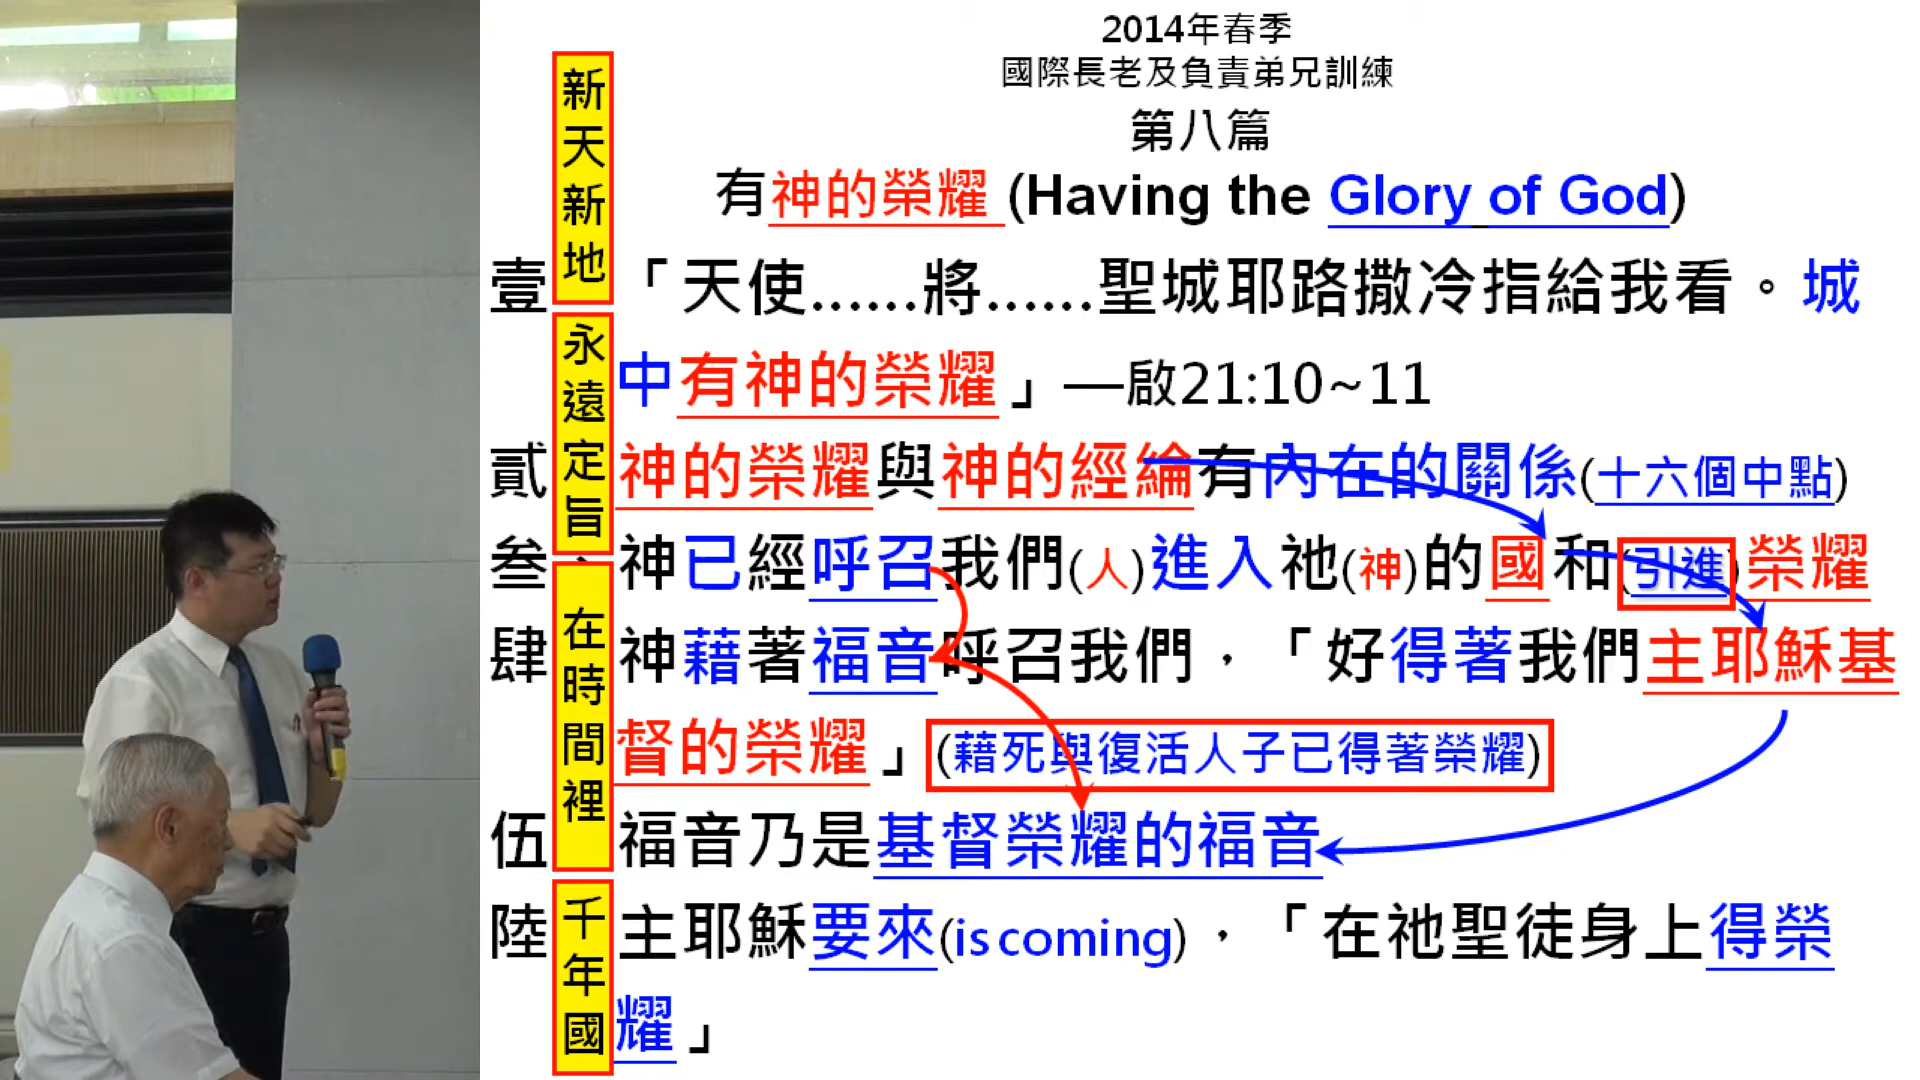 2014年春季
國際長老及負責弟兄訓練
第八篇
有神的榮耀 (Having the Glory of God)
新天新地
永遠定旨
在時間裡
千年國
壹 「天使……將……聖城耶路撒冷指給我看。城
中有神的榮耀」—啟21:10~11
貳 神的榮耀與神的經綸有內在的關係(十六個中點)
叁、神已經呼召我們(人)進入祂(神)的國和(引進)榮耀
肆 神藉著福音呼召我們，「好得著我們主耶穌基
督的榮耀」(藉死與復活人子已得著榮耀)
伍 福音乃是基督榮耀的福音
陸 主耶穌要來(is coming)，「在祂聖徒身上得榮
耀」